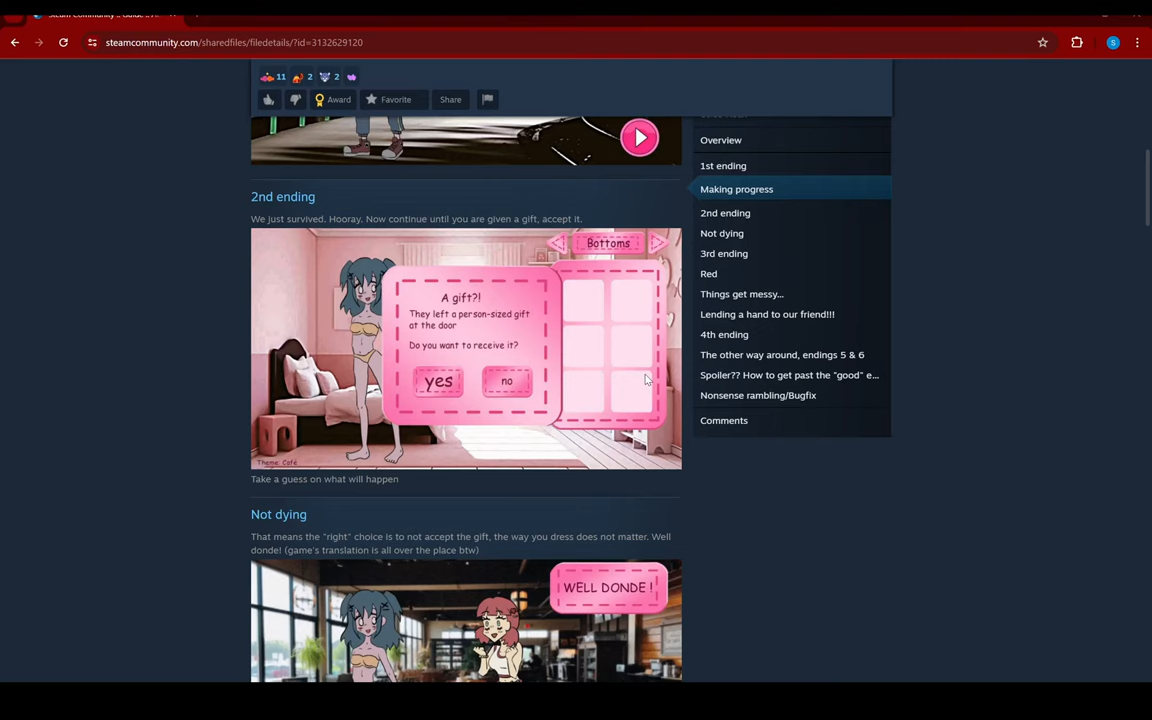 steamcommunity.com/sharedfiles/filedetails/?id=3132629120
S
11
2
2
Award
Favorite
Share
Overview
1st ending
Making progress
2nd ending
Not dying
3rd ending
Red
Things get messy...
Lending a hand to our friend!!!
4th ending
The other way around, endings 5 & 6
Spoiler?? How to get past the "good" e...
Nonsense rambling/Bugfix
Comments
2nd ending
We just survived. Hooray. Now continue until you are given a gift, accept it.
Bottoms
A gift?!
They left a person-sized gift
at the door
Do you want to receive it?
yes
no
Theme: Café
Take a guess on what will happen
Not dying
That means the "right" choice is to not accept the gift, the way you dress does not matter. Well
donde! (game's translation is all over the place btw)
WELL DONDE !